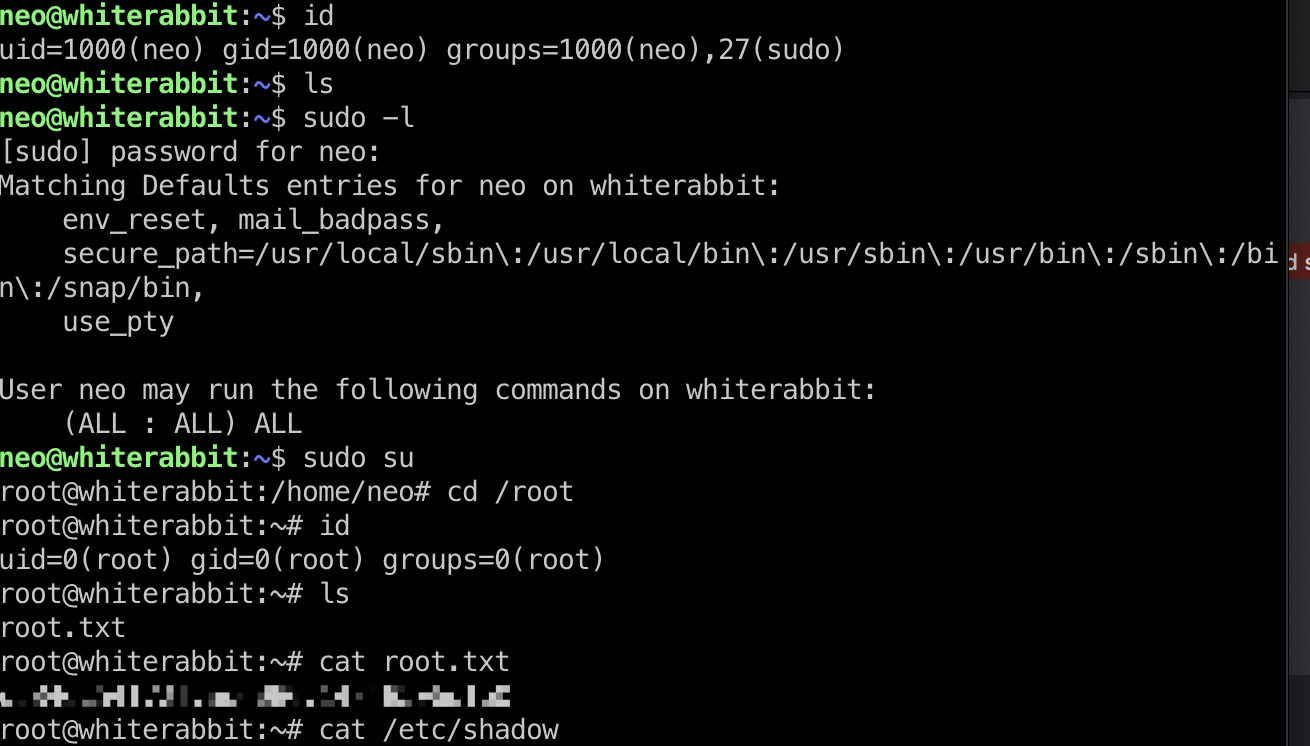 neo@whiterabbit:~$ id
uid=1000(neo) gid=1000(neo) groups=1000(neo),27(sudo)
neo@whiterabbit:~$ ls
neo@whiterabbit:~$ sudo -l
[sudo] password for neo:
Matching Defaults entries for neo on whiterabbit:
    env_reset, mail_badpass,
    secure_path=/usr/local/sbin\:/usr/local/bin\:/usr/sbin\:/usr/bin\:/sbin\:/bi
n\:/snap/bin,
    use_pty

User neo may run the following commands on whiterabbit:
    (ALL : ALL) ALL
neo@whiterabbit:~$ sudo su
root@whiterabbit:/home/neo# cd /root
root@whiterabbit:~# id
uid=0(root) gid=0(root) groups=0(root)
root@whiterabbit:~# ls
root.txt
root@whiterabbit:~# cat root.txt
root@whiterabbit:~# cat /etc/shadow